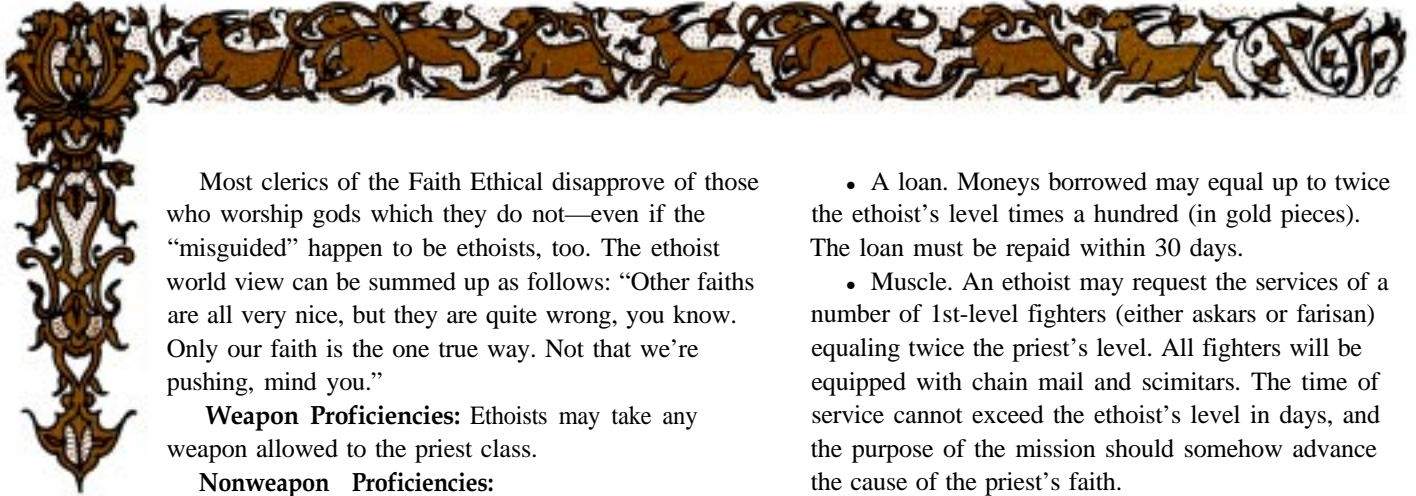 Most clerics of the Faith Ethical disapprove of those
who worship gods which they do not—even if the
“misguided” happen to be ethoists, too. The ethoist
world view can be summed up as follows: “Other faiths
are all very nice, but they are quite wrong, you know.
Only our faith is the one true way. Not that we're
pushing, mind you.”
Weapon Proficiencies: Ethoists may take any
weapon allowed to the priest class.
Nonweapon Proficiencies:
• A loan. Moneys borrowed may equal up to twice
the ethoist's level times a hundred (in gold pieces).
The loan must be repaid within 30 days.
• Muscle. An ethoist may request the services of a
number of 1st-level fighters (either askars or farisan)
equaling twice the priest's level. All fighters will be
equipped with chain mail and scimitars. The time of
service cannot exceed the ethoist's level in days, and
the purpose of the mission should somehow advance
the cause of the priest's faith.